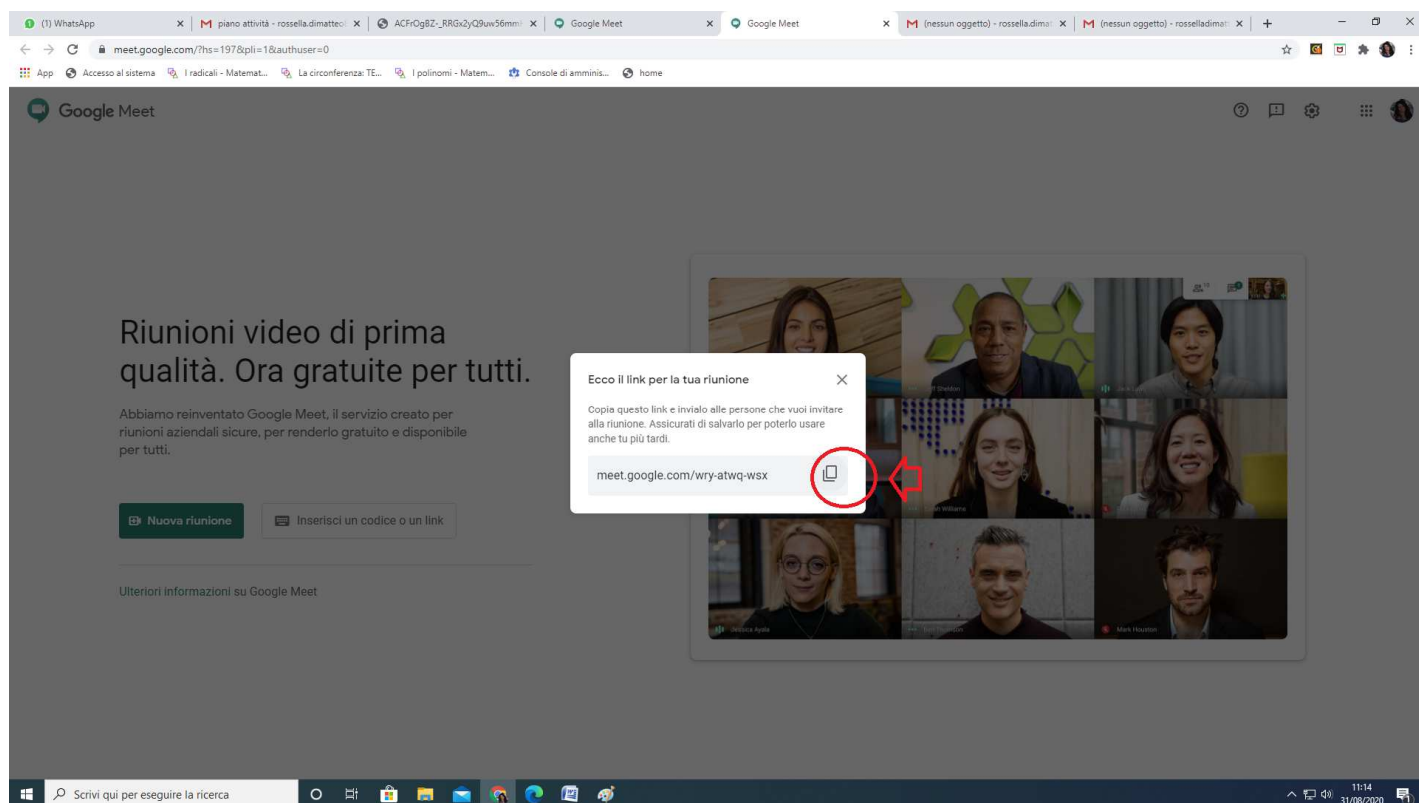 (1) WhatsApp
piano attività - rossella.dimatteo
Google Meet
Google Meet
(nessun oggetto) - rossella.dimat
(nessun oggetto) - rosselladimat
meet.google.com/?hs=197&pli=1&authuser=0
App Accesso al sistema I radicali - Matemat... La circonferenza: TE... I polinomi - Matem... Console di amminis... home
Google Meet
Riunioni video di prima
qualità. Ora gratuite per tutti.
Abbiamo reinventato Google Meet, il servizio creato per
riunioni aziendali sicure, per renderlo gratuito e disponibile
per tutti.
Nuova riunione
Inserisci un codice o un link
Ulteriori informazioni su Google Meet
Ecco il link per la tua riunione
Copia questo link e invialo alle persone che vuoi invitare
alla riunione. Assicurati di salvarlo per poterlo usare
anche tu più tardi.
meet.google.com/wry-atwq-wsx
Sheldon
Williams
Jessica Ayala
Mark Houston
Scrivi qui per eseguire la ricerca
11:14
31/08/2020